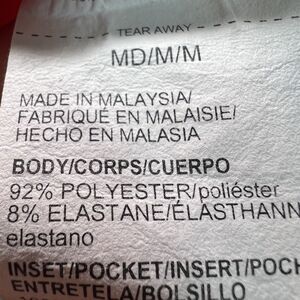 TEAR AWAY
MD/M/M
MADE IN MALAYSIA/
FABRIQUÉ EN MALAISIE/
HECHO EN MALASIA
BODY/CORPS/CUERPO
92% POLYESTER/poliéster
8% ELASTANE/ÉLASTHANN
elastano
INSET/POCKET/INSERT/POCH
ENTRETELA/BOLSILLO